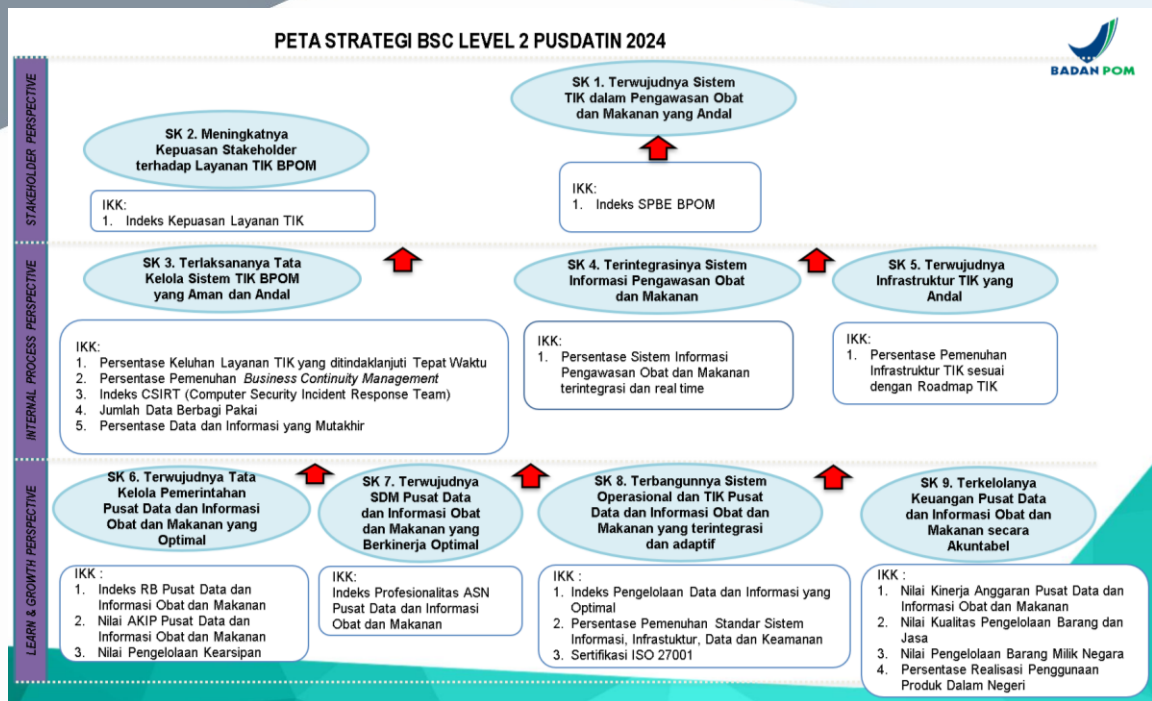 PETA STRATEGI BSC LEVEL 2 PUSDATIN 2024
BADAN POM
STAKEHOLDER PERSPECTIVE
SK 1. Terwujudnya Sistem
TIK dalam Pengawasan Obat
dan Makanan yang Andal
SK 2. Meningkatnya
Kepuasan Stakeholder
terhadap Layanan TIK BPOM
IKK:
1. Indeks Kepuasan Layanan TIK
IKK:
1. Indeks SPBE BPOM
INTERNAL PROCESS PERSPECTIVE
SK 3. Terlaksananya Tata
Kelola Sistem TIK BPOM
yang Aman dan Andal
SK 4. Terintegrasinya Sistem
Informasi Pengawasan Obat
dan Makanan
SK 5. Terwujudnya
Infrastruktur TIK yang
Andal
IKK:
1. Persentase Keluhan Layanan TIK yang ditindaklanjuti Tepat Waktu
2. Persentase Pemenuhan Business Continuity Management
3. Indeks CSIRT (Computer Security Incident Response Team)
4. Jumlah Data Berbagi Pakai
5. Persentase Data dan Informasi yang Mutakhir
IKK:
1. Persentase Sistem Informasi
Pengawasan Obat dan Makanan
terintegrasi dan real time
IKK:
1. Persentase Pemenuhan
Infrastruktur TIK sesuai
dengan Roadmap TIK
LEARN & GROWTH PERSPECTIVE
SK 6. Terwujudnya Tata
Kelola Pemerintahan
Pusat Data dan Informasi
Obat dan Makanan yang
Optimal
SK 7. Terwujudnya
SDM Pusat Data
dan Informasi Obat
dan Makanan yang
Berkinerja Optimal
SK 8. Terbangunnya Sistem
Operasional dan TIK Pusat
Data dan Informasi Obat dan
Makanan yang terintegrasi
dan adaptif
SK 9. Terkelolanya
Keuangan Pusat Data
dan Informasi Obat dan
Makanan secara
Akuntabel
IKK :
1. Indeks RB Pusat Data dan
Informasi Obat dan Makanan
2. Nilai AKIP Pusat Data dan
Informasi Obat dan Makanan
3. Nilai Pengelolaan Kearsipan
IKK:
Indeks Profesionalitas ASN
Pusat Data dan Informasi
Obat dan Makanan
IKK:
1. Indeks Pengelolaan Data dan Informasi yang
Optimal
2. Persentase Pemenuhan Standar Sistem
Informasi, Infrastuktur, Data dan Keamanan
3. Sertifikasi ISO 27001
IKK :
1. Nilai Kinerja Anggaran Pusat Data dan
Informasi Obat dan Makanan
2. Nilai Kualitas Pengelolaan Barang dan
Jasa
3. Nilai Pengelolaan Barang Milik Negara
4. Persentase Realisasi Penggunaan
Produk Dalam Negeri